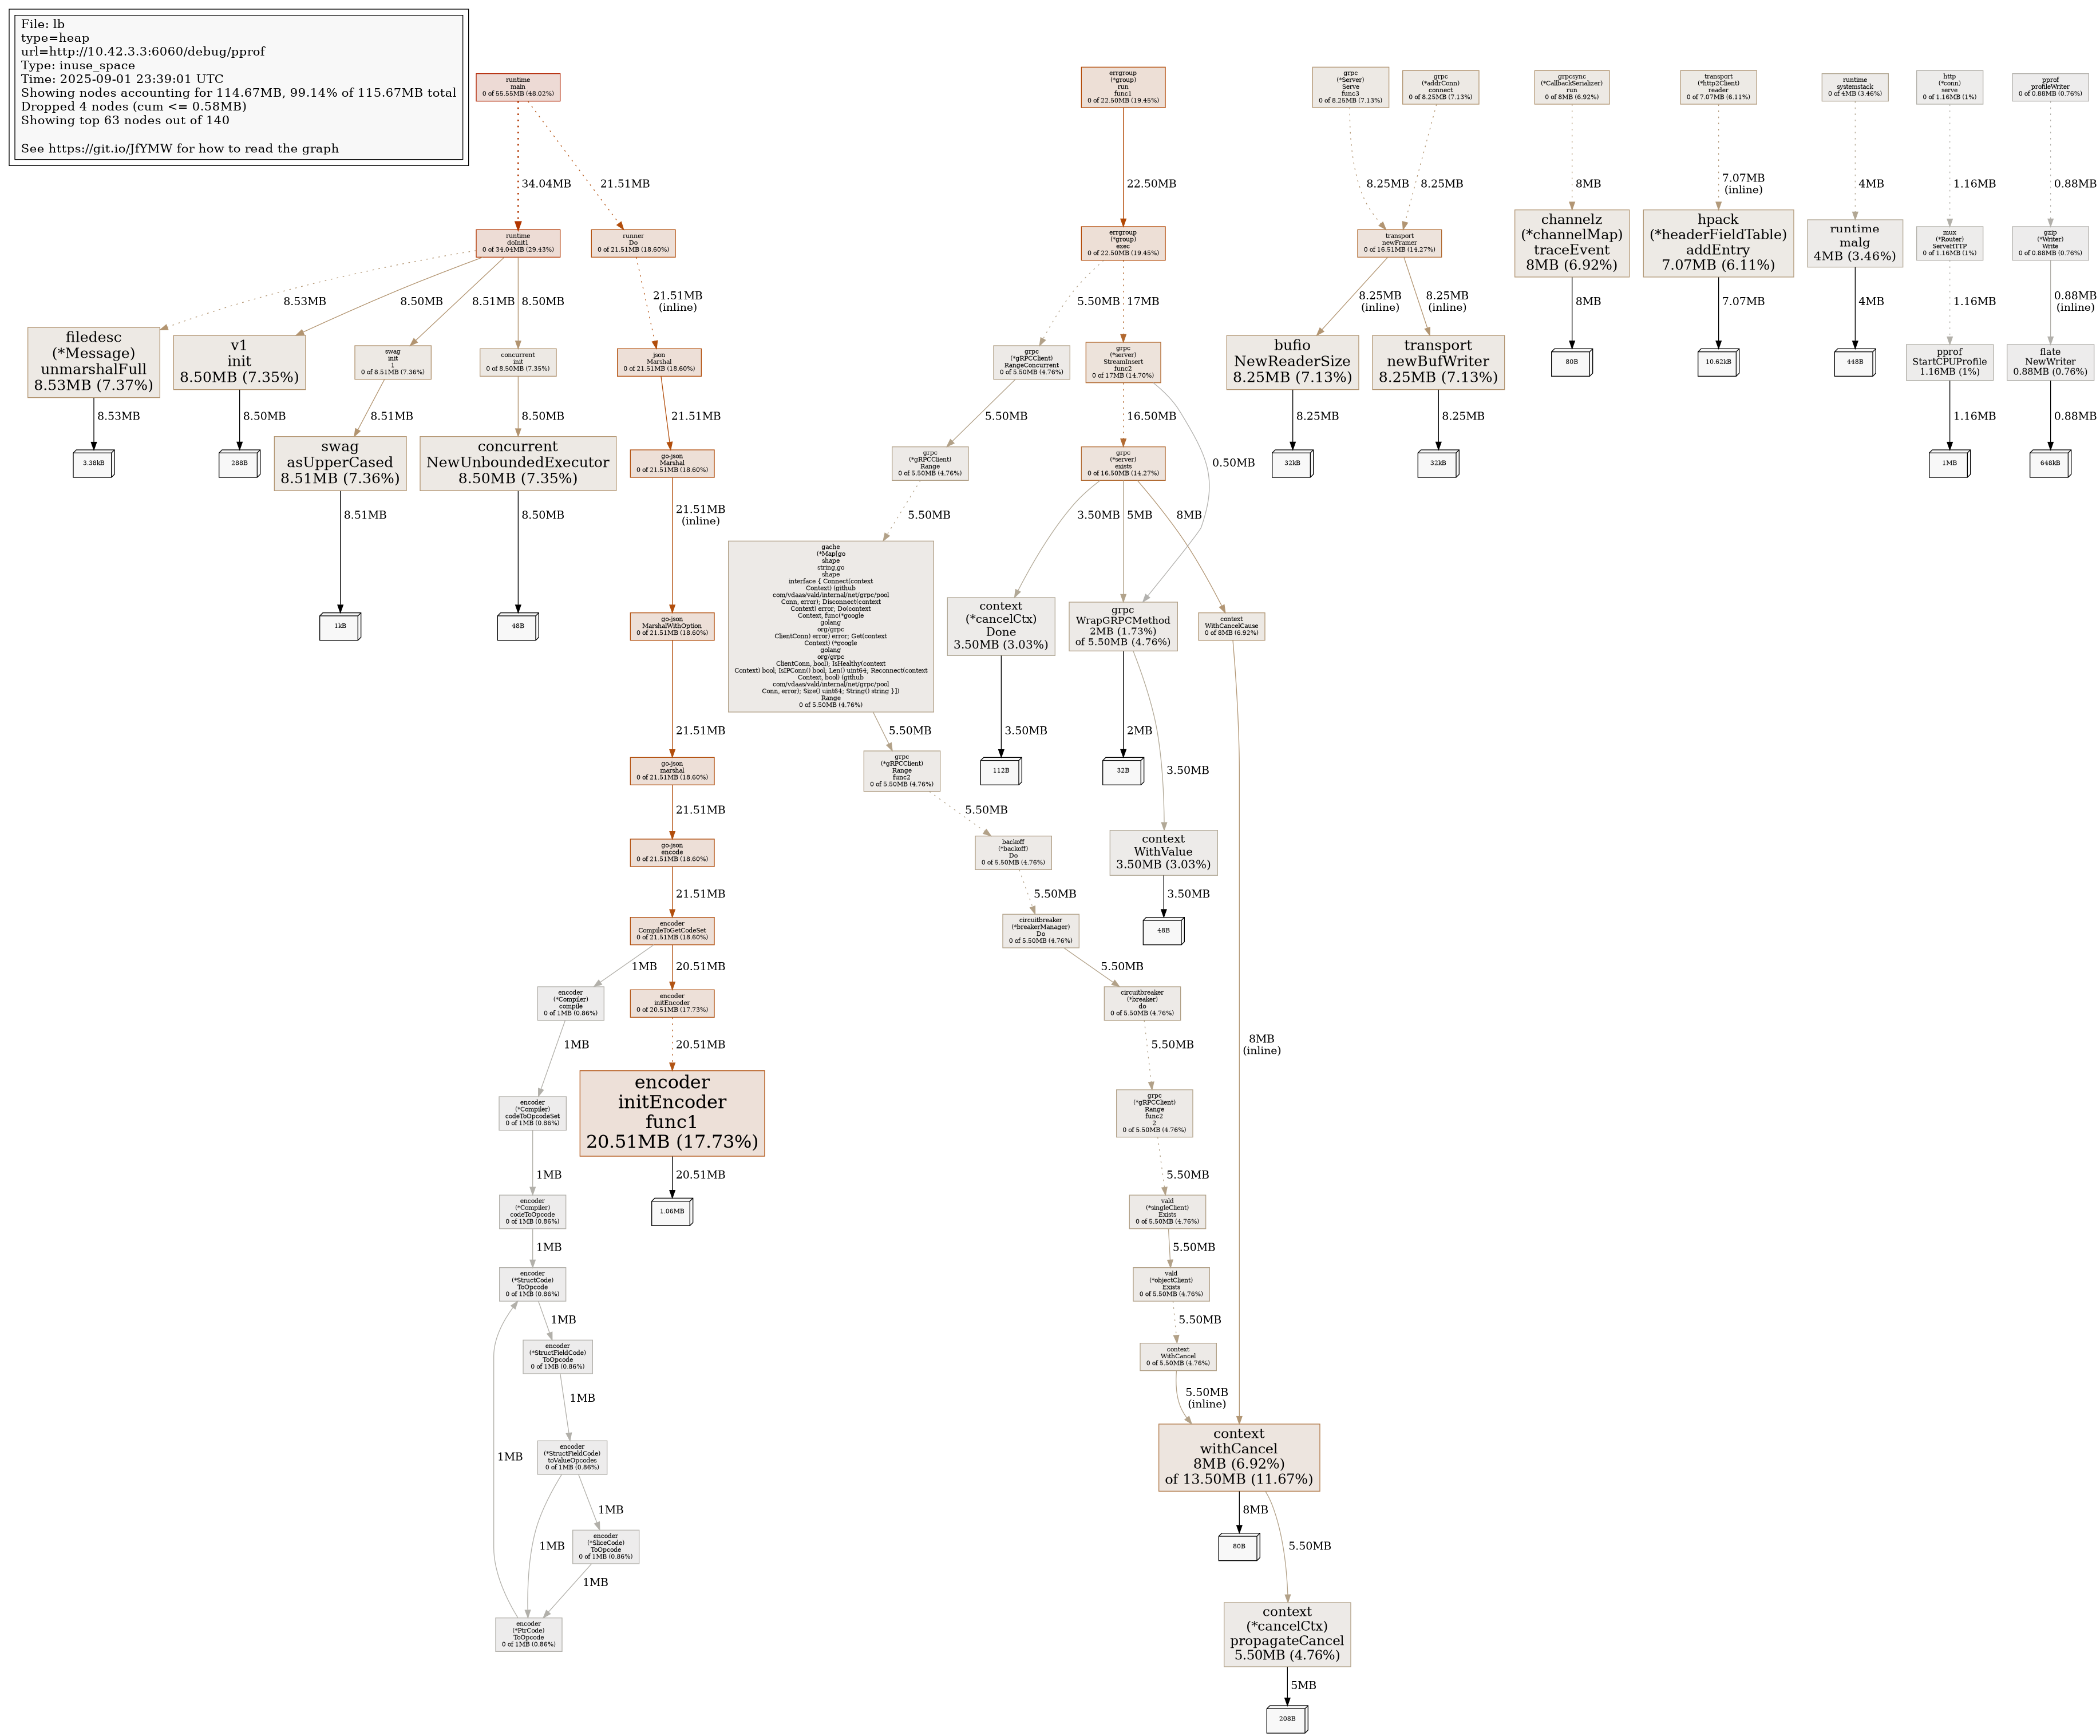 File: lb
type=heap
url=http://10.42.3.3:6060/debug/pprof
Type: inuse_space
Time: 2025-09-01 23:39:01 UTC
Showing nodes accounting for 114.67MB, 99.14% of 115.67MB total
Dropped 4 nodes (cum <= 0.58MB)
Showing top 63 nodes out of 140
See https://git.io/JfYMW for how to read the graph
runtime
main
0 of 55.55MB (48.02%)
34.04MB
21.51MB
runtime
doInit1
0 of 34.04MB (29.43%)
runner
Do
0 of 21.51MB (18.60%)
8.53MB
8.50MB
8.51MB
8.50MB
21.51MB
(inline)
filedesc
(*Message)
unmarshalFull
8.53MB (7.37%)
8.53MB
3.38kB
v1
init
8.50MB (7.35%)
8.50MB
288B
swag
init
1
0 of 8.51MB (7.36%)
8.51MB
swag
asUpperCased
8.51MB (7.36%)
8.51MB
1kB
concurrent
init
0 of 8.50MB (7.35%)
8.50MB
concurrent
NewUnboundedExecutor
8.50MB (7.35%)
8.50MB
48B
json
Marshal
0 of 21.51MB (18.60%)
21.51MB
go-json
Marshal
0 of 21.51MB (18.60%)
21.51MB
(inline)
go-json
MarshalWithOption
0 of 21.51MB (18.60%)
21.51MB
go-json
marshal
0 of 21.51MB (18.60%)
21.51MB
go-json
encode
0 of 21.51MB (18.60%)
21.51MB
encoder
CompileToGetCodeSet
0 of 21.51MB (18.60%)
1MB
20.51MB
encoder
(*Compiler)
compile
0 of 1MB (0.86%)
1MB
encoder
initEncoder
0 of 20.51MB (17.73%)
20.51MB
encoder
initEncoder
func1
20.51MB (17.73%)
20.51MB
1.06MB
encoder
(*Compiler)
codeToOpcodeSet
0 of 1MB (0.86%)
1MB
encoder
(*Compiler)
codeToOpcode
0 of 1MB (0.86%)
1MB
encoder
(*StructCode)
ToOpcode
0 of 1MB (0.86%)
1MB
encoder
(*StructFieldCode)
ToOpcode
0 of 1MB (0.86%)
1MB
encoder
(*StructFieldCode)
toValueOpcodes
0 of 1MB (0.86%)
1MB
1MB
1MB
encoder
(*SliceCode)
ToOpcode
0 of 1MB (0.86%)
1MB
encoder
(*PtrCode)
ToOpcode
0 of 1MB (0.86%)
errgroup
(*group)
run
func1
0 of 22.50MB (19.45%)
22.50MB
errgroup
(*group)
exec
0 of 22.50MB (19.45%)
5.50MB
17MB
grpc
(*gRPCClient)
RangeConcurrent
0 of 5.50MB (4.76%)
5.50MB
grpc
(*server)
StreamInsert
func2
0 of 17MB (14.70%)
16.50MB
0.50MB
grpc
(*gRPCClient)
Range
0 of 5.50MB (4.76%)
5.50MB
grpc
(*server)
exists
0 of 16.50MB (14.27%)
3.50MB
5MB
8MB
gache
(*Map[go
shape
string,go
shape
interface { Connect(context
Context) (github
com/vdaas/vald/internal/net/grpc/pool
Conn, error); Disconnect(context
Context) error; Do(context
Context, func(*google
golang
org/grpc
ClientConn) error) error; Get(context
Context) (*google
golang
org/grpc
ClientConn, bool); IsHealthy(context
Context) bool; IsIPConn() bool; Len() uint64; Reconnect(context
Context, bool) (github
com/vdaas/vald/internal/net/grpc/pool
Conn, error); Size() uint64; String() string }])
Range
0 of 5.50MB (4.76%)
5.50MB
context
(*cancelCtx)
Done
3.50MB (3.03%)
3.50MB
112B
grpc
WrapGRPCMethod
2MB (1.73%)
of 5.50MB (4.76%)
2MB
32B
3.50MB
context
WithCancelCause
0 of 8MB (6.92%)
8MB
(inline)
grpc
(*gRPCClient)
Range
func2
0 of 5.50MB (4.76%)
5.50MB
context
WithValue
3.50MB (3.03%)
3.50MB
48B
backoff
(*backoff)
Do
0 of 5.50MB (4.76%)
5.50MB
circuitbreaker
(*breakerManager)
Do
0 of 5.50MB (4.76%)
5.50MB
circuitbreaker
(*breaker)
do
0 of 5.50MB (4.76%)
5.50MB
grpc
(*gRPCClient)
Range
func2
2
0 of 5.50MB (4.76%)
5.50MB
vald
(*singleClient)
Exists
0 of 5.50MB (4.76%)
5.50MB
vald
(*objectClient)
Exists
0 of 5.50MB (4.76%)
5.50MB
context
WithCancel
0 of 5.50MB (4.76%)
5.50MB
(inline)
context
withCancel
8MB (6.92%)
of 13.50MB (11.67%)
8MB
80B
5.50MB
context
(*cancelCtx)
propagateCancel
5.50MB (4.76%)
5MB
208B
grpc
(*Server)
Serve
func3
0 of 8.25MB (7.13%)
8.25MB
grpc
(*addrConn)
connect
0 of 8.25MB (7.13%)
8.25MB
transport
newFramer
0 of 16.51MB (14.27%)
8.25MB
(inline)
8.25MB
(inline)
bufio
NewReaderSize
8.25MB (7.13%)
8.25MB
32kB
transport
newBufWriter
8.25MB (7.13%)
8.25MB
32kB
grpcsync
(*CallbackSerializer)
run
0 of 8MB (6.92%)
8MB
channelz
(*channelMap)
traceEvent
8MB (6.92%)
8MB
80B
transport
(*http2Client)
reader
0 of 7.07MB (6.11%)
7.07MB
(inline)
hpack
(*headerFieldTable)
addEntry
7.07MB (6.11%)
7.07MB
10.62kB
runtime
systemstack
0 of 4MB (3.46%)
4MB
runtime
malg
4MB (3.46%)
4MB
448B
http
(*conn)
serve
0 of 1.16MB (1%)
1.16MB
mux
(*Router)
ServeHTTP
0 of 1.16MB (1%)
1.16MB
pprof
StartCPUProfile
1.16MB (1%)
1.16MB
1MB
pprof
profileWriter
0 of 0.88MB (0.76%)
0.88MB
gzip
(*Writer)
Write
0 of 0.88MB (0.76%)
0.88MB
(inline)
flate
NewWriter
0.88MB (0.76%)
0.88MB
648kB